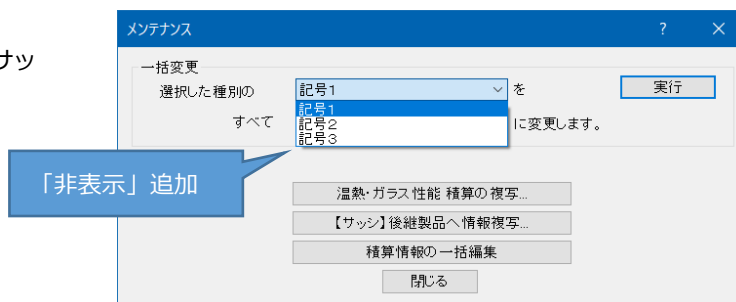 サッ
メンテナンス ? ×
一括変更
選択した種別の 記号1 を 実行
記号1
すべて 記号2 に変更します。
記号3
「非表示」追加
温熱・ガラス性能 積算の複写...
【サッシ】後継製品へ情報複写...
積算情報の一括編集
閉じる